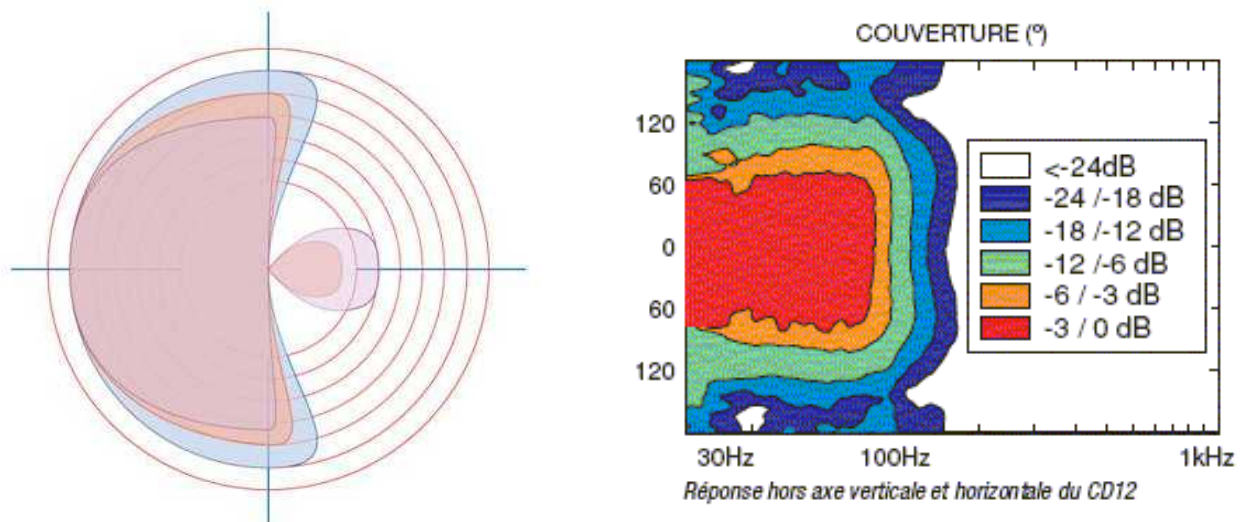 COUVERTURE (º)
120
60
0
60
120
<-24dB
-24 /-18 dB
-18 /-12 dB
-12 /-6 dB
-6 / -3 dB
-3 / 0 dB
30Hz 100Hz 1kHz
Réponse hors axe verticale et horizontale du CD12